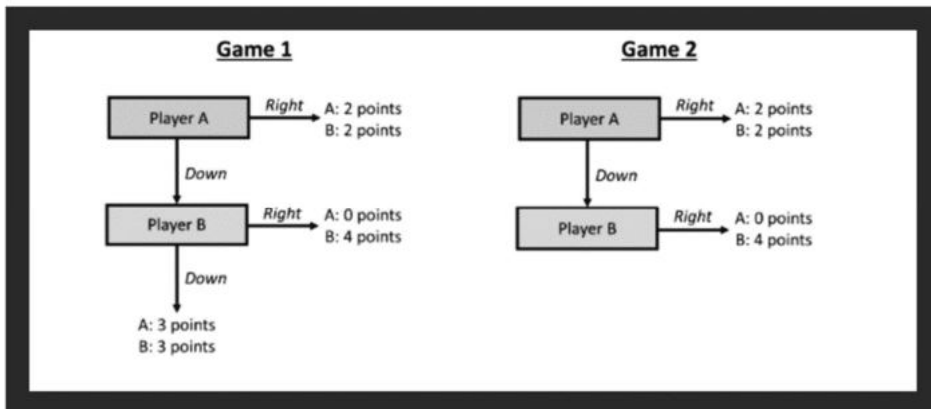 Game 1
Player A
Right
A: 2 points
B: 2 points
Down
Player B
Right
A: 0 points
B: 4 points
Down
A: 3 points
B: 3 points
Game 2
Player A
Right
A: 2 points
B: 2 points
Down
Player B
Right
A: 0 points
B: 4 points